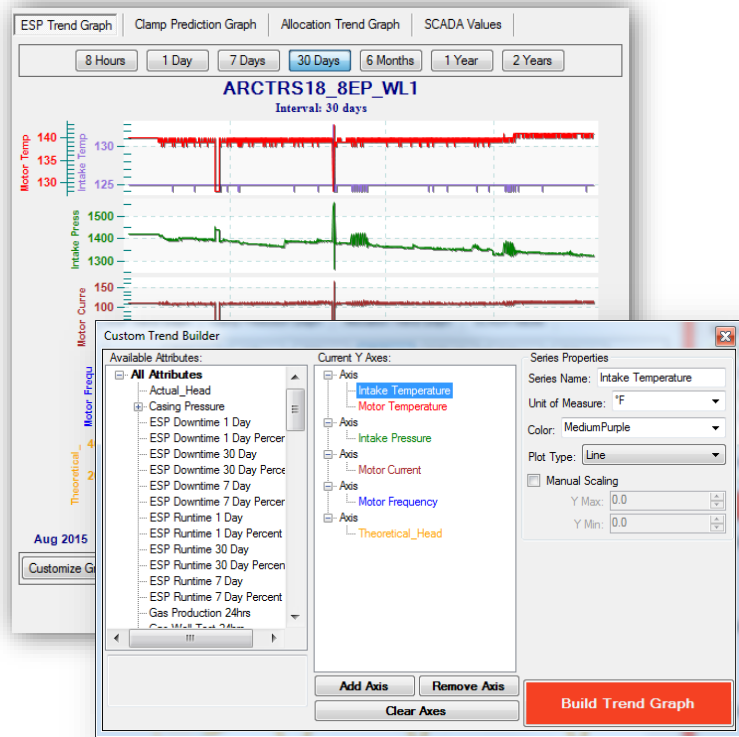 ESP Trend Graph Clamp Prediction Graph Allocation Trend Graph SCADA Values
8 Hours 1 Day 7 Days 30 Days 6 Months 1 Year 2 Years
ARCTRS18_8EP_WL1
Interval: 30 days
Motor Temp
140
135
130
Intake Temp
130
125
Intake Press
1500
1400
1300
Motor Curre
150
100
Motor Frequ
Theoretical_
Aug 2015
Customize G
Custom Trend Builder
Available Attributes:
All Attributes
Actual_Head
Casing Pressure
ESP Downtime 1 Day
ESP Downtime 1 Day Percer
ESP Downtime 30 Day
ESP Downtime 30 Day Perce
ESP Downtime 7 Day
ESP Downtime 7 Day Percer
ESP Runtime 1 Day
ESP Runtime 1 Day Percent
ESP Runtime 30 Day
ESP Runtime 30 Day Percen
ESP Runtime 7 Day
ESP Runtime 7 Day Percent
Gas Production 24hrs
Current Y Axes:
Axis
Intake Temperature
Motor Temperature
Axis
Intake Pressure
Axis
Motor Current
Axis
Motor Frequency
Axis
Theoretical_Head
Add Axis Remove Axis
Clear Axes
Series Properties
Series Name: Intake Temperature
Unit of Measure: °F
Color: MediumPurple
Plot Type: Line
Manual Scaling
Y Max: 0.0
Y Min: 0.0
Build Trend Graph